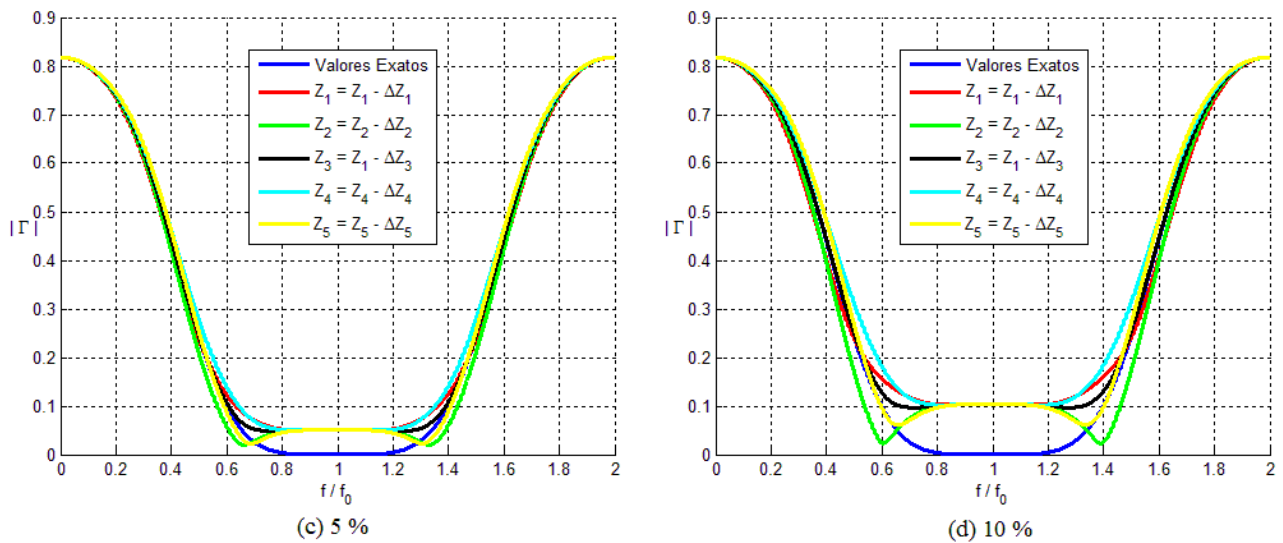 0.9
0.8
0.7
0.6
0.5
| Γ |
0.4
0.3
0.2
0.1
0
0 0.2 0.4 0.6 0.8 1 1.2 1.4 1.6 1.8 2
f / f₀
Valores Exatos
Z₁ = Z₁ - ΔZ₁
Z₂ = Z₂ - ΔZ₂
Z₃ = Z₁ - ΔZ₃
Z₄ = Z₄ - ΔZ₄
Z₅ = Z₅ - ΔZ₅
(c) 5 %
0.9
0.8
0.7
0.6
0.5
| Γ |
0.4
0.3
0.2
0.1
0
0 0.2 0.4 0.6 0.8 1 1.2 1.4 1.6 1.8 2
f / f₀
Valores Exatos
Z₁ = Z₁ - ΔZ₁
Z₂ = Z₂ - ΔZ₂
Z₃ = Z₁ - ΔZ₃
Z₄ = Z₄ - ΔZ₄
Z₅ = Z₅ - ΔZ₅
(d) 10 %